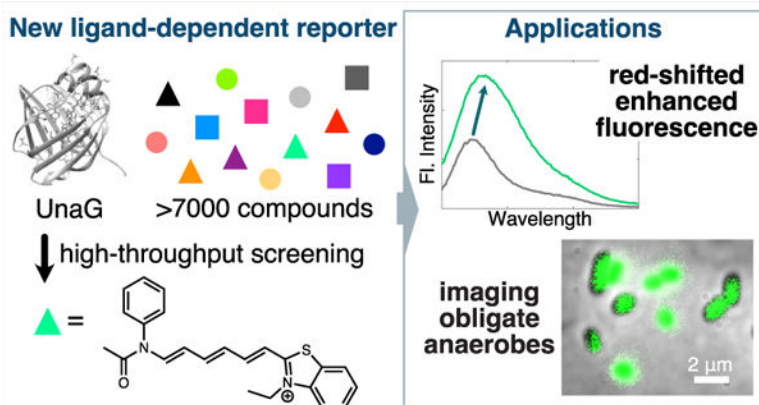 New ligand-dependent reporter
UnaG
>7000 compounds
high-throughput screening
=
N
O
S
N
+
Applications
Fl. Intensity
Wavelength
red-shifted
enhanced
fluorescence
imaging
obligate
anaerobes
2 μm